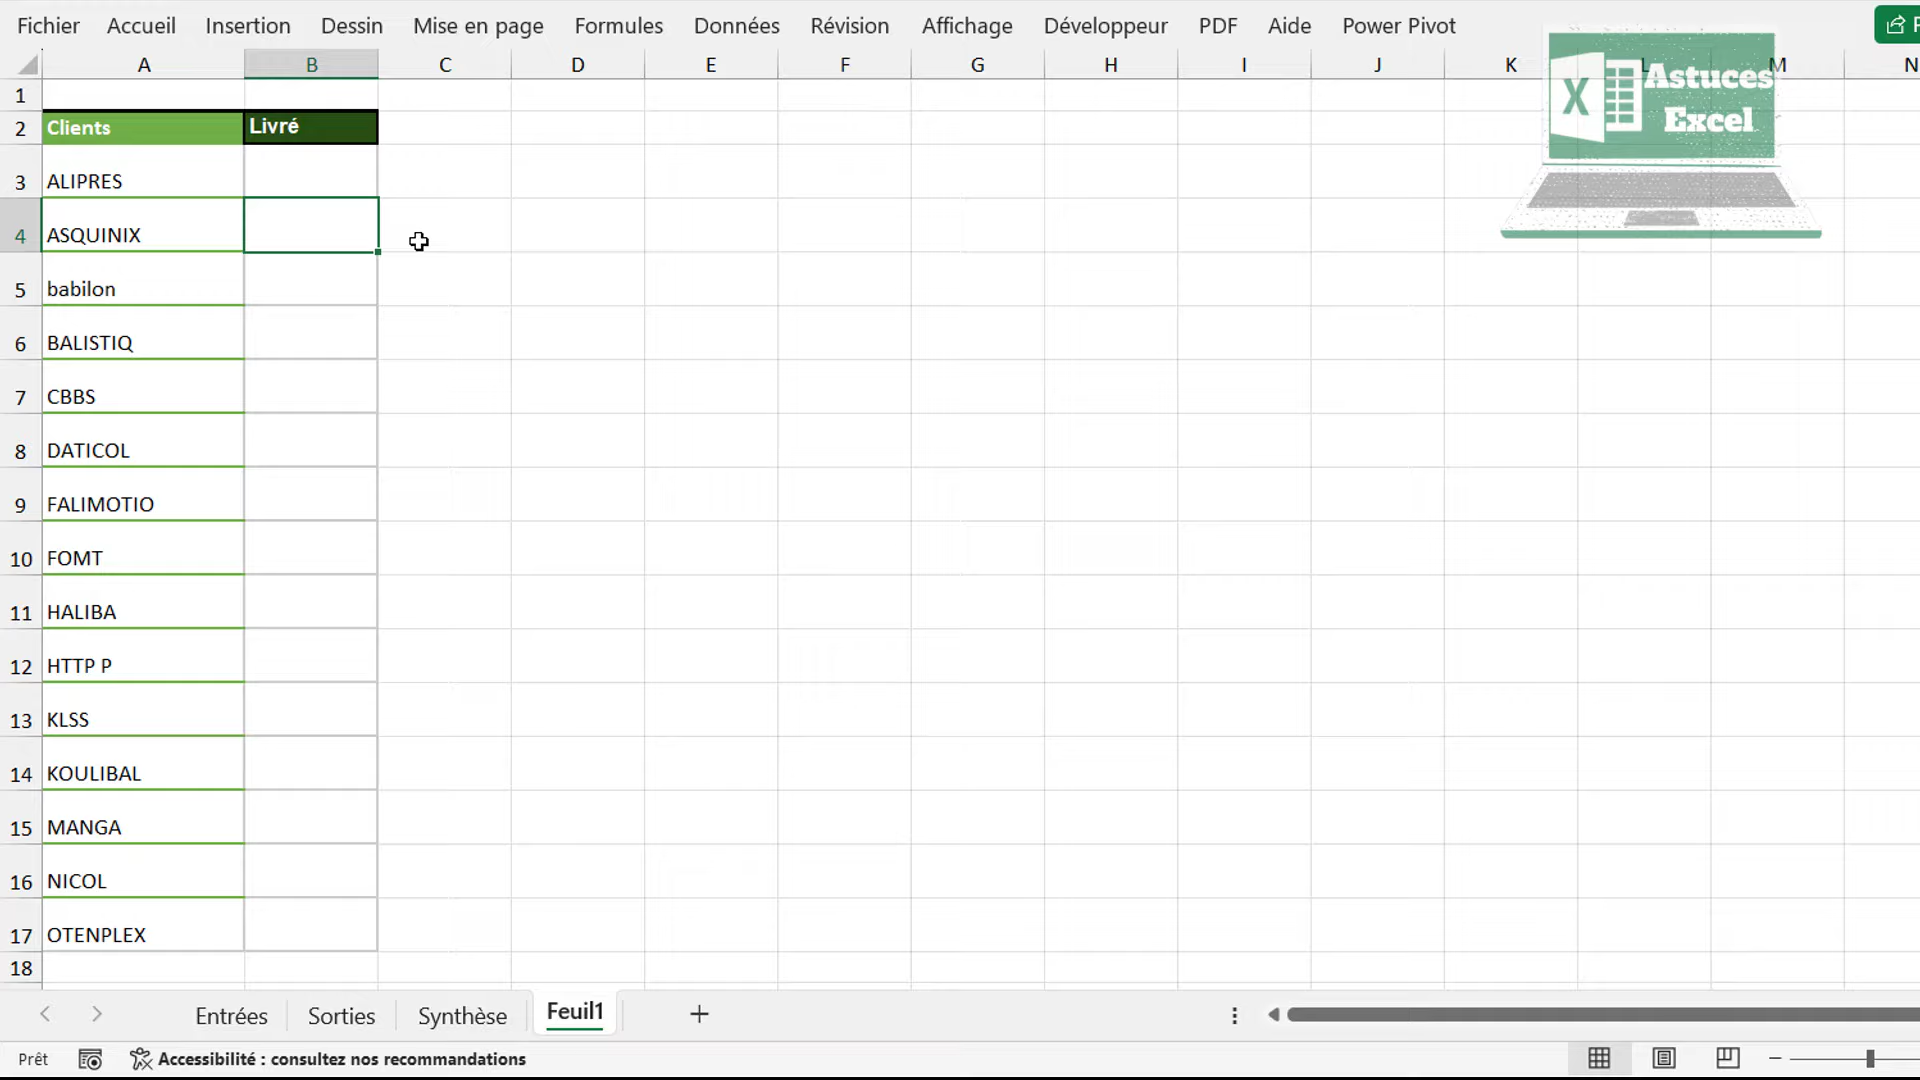 Fichier Accueil Insertion Dessin Mise en page Formules Données Révision Affichage Développeur PDF Aide Power Pivot P
A B C D E F G H I J K L M N
Astuces
Excel
1
2 Clients Livré
3 ALIPRES
4 ASQUINIX
5 babilon
6 BALISTIQ
7 CBBS
8 DATICOL
9 FALIMOTIO
10 FOMT
11 HALIBA
12 HTTP P
13 KLSS
14 KOULIBAL
15 MANGA
16 NICOL
17 OTENPLEX
18
Entrées Sorties Synthèse Feuil1
Prêt Accessibilité : consultez nos recommandations